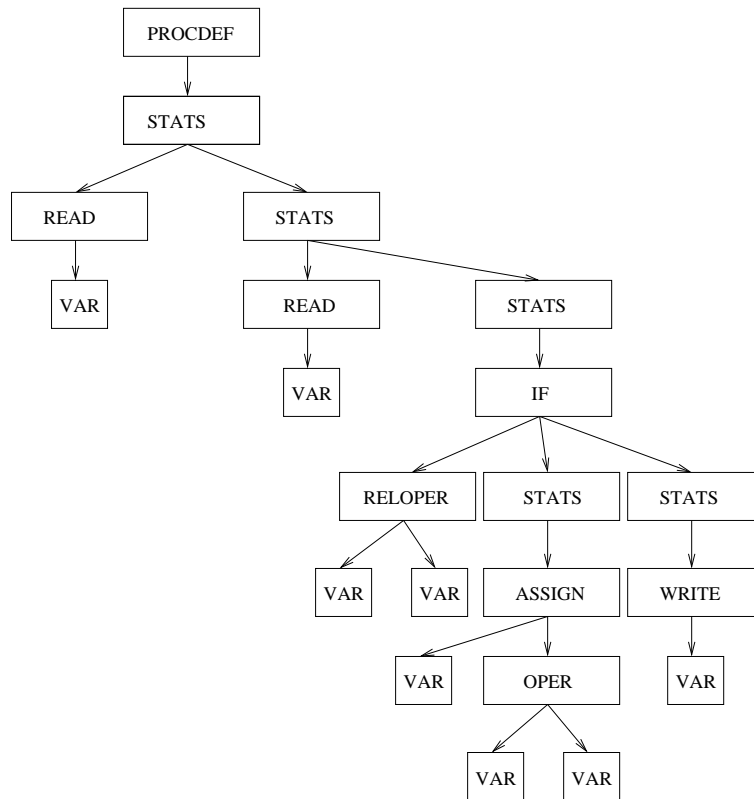 PROCDEF
STATS
READ
STATS
VAR
READ
STATS
VAR
IF
RELOPER
STATS
STATS
VAR
VAR
ASSIGN
WRITE
VAR
OPER
VAR
VAR
VAR